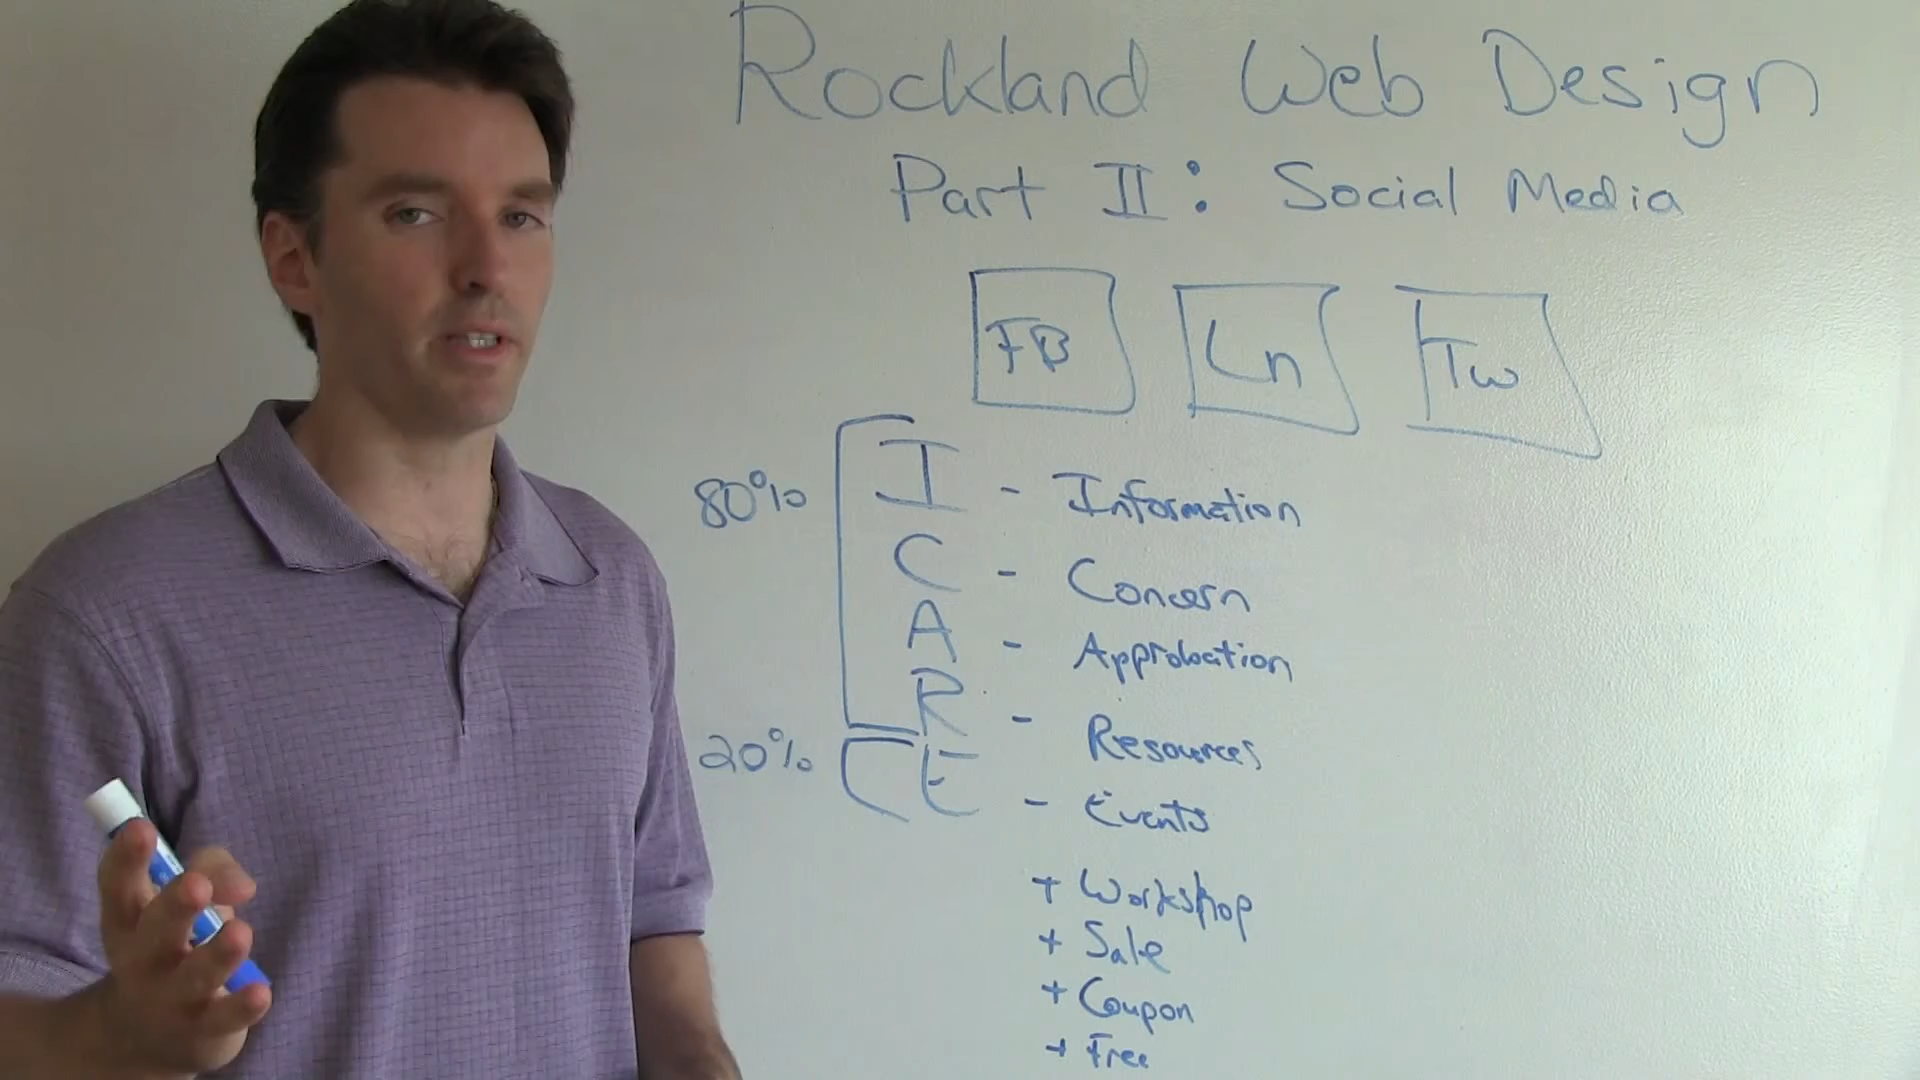 Rockland Web Design
Part II: Social Media
FB Ln Tw
80% I - Information
C - Concern
A - Approbation
R - Resources
20% E - Events
+ Workshop
+ Sale
+ Coupon
+ Free